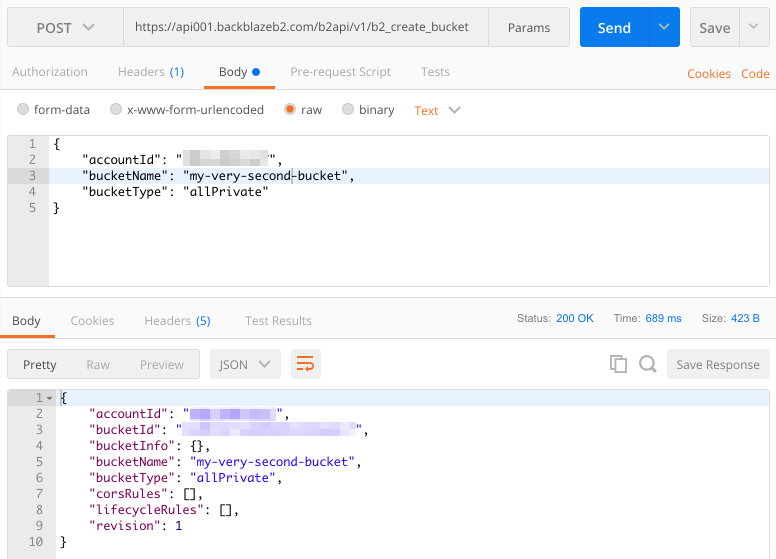 POST https://api001.backblazeb2.com/b2api/v1/b2_create_bucket Params Send Save
Authorization Headers (1) Body Pre-request Script Tests Cookies Code
form-data x-www-form-urlencoded raw binary Text
1 {
2 "accountId": "",
3 "bucketName": "my-very-second-bucket",
4 "bucketType": "allPrivate"
5 }
Body Cookies Headers (5) Test Results Status: 200 OK Time: 689 ms Size: 423 B
Pretty Raw Preview JSON Save Response
1 {
2 "accountId": "",
3 "bucketId": "",
4 "bucketInfo": {},
5 "bucketName": "my-very-second-bucket",
6 "bucketType": "allPrivate",
7 "corsRules": [],
8 "lifecycleRules": [],
9 "revision": 1
10 }